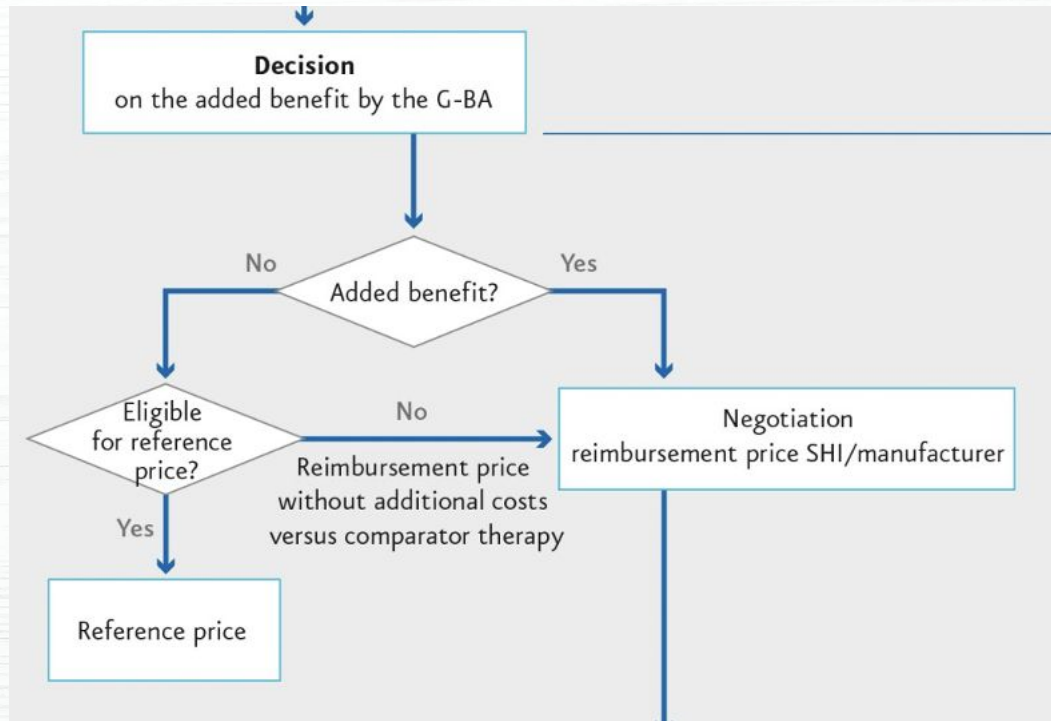 Decision
on the added benefit by the G-BA
No
Yes
Added benefit?
Eligible
for reference
price?
No
Reimbursement price
without additional costs
versus comparator therapy
Negotiation
reimbursement price SHI/manufacturer
Yes
Reference price